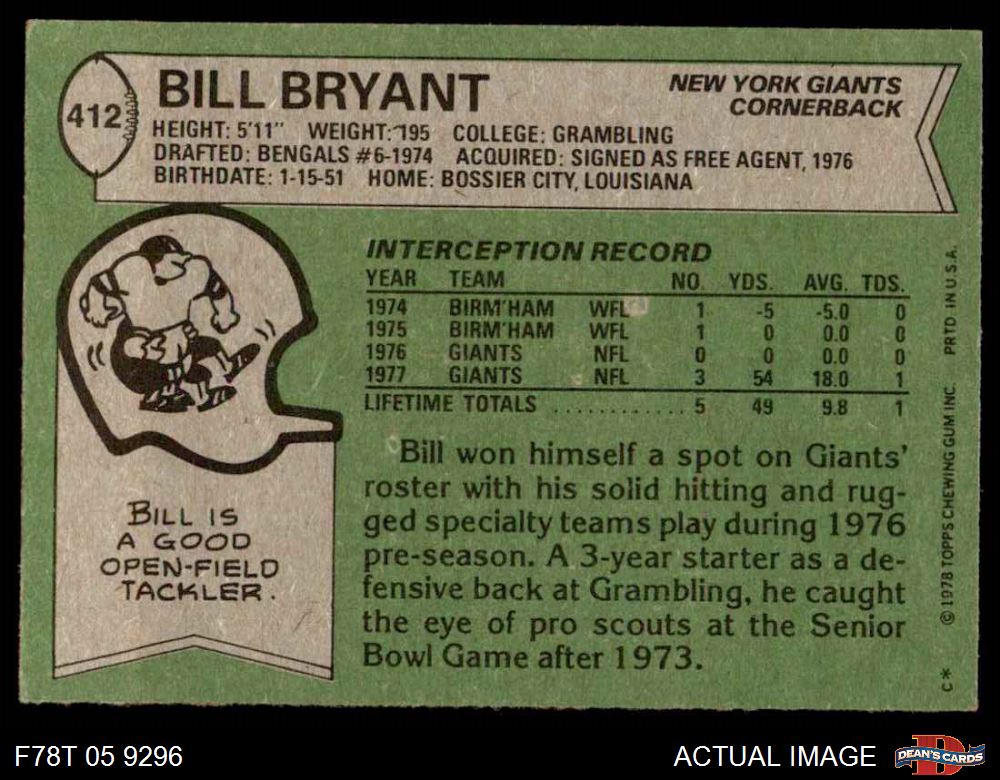 412
BILL BRYANT
NEW YORK GIANTS
CORNERBACK
HEIGHT: 5'11" WEIGHT: 195 COLLEGE: GRAMBLING
DRAFTED: BENGALS #6-1974 ACQUIRED: SIGNED AS FREE AGENT, 1976
BIRTHDATE: 1-15-51 HOME: BOSSIER CITY, LOUISIANA
INTERCEPTION RECORD
YEAR TEAM NO. YDS. AVG. TDS.
1974 BIRM'HAM WFL 1 -5 -5.0 0
1975 BIRM'HAM WFL 1 0 0.0 0
1976 GIANTS NFL 0 0 0.0 0
1977 GIANTS NFL 3 54 18.0 1
LIFETIME TOTALS ............ 5 49 9.8 1
Bill won himself a spot on Giants'
roster with his solid hitting and rug-
ged specialty teams play during 1976
pre-season. A 3-year starter as a de-
fensive back at Grambling, he caught
the eye of pro scouts at the Senior
Bowl Game after 1973.
BILL IS
A GOOD
OPEN-FIELD
TACKLER.
C* © 1978 TOPPS CHEWING GUM INC. PRTD IN U.S.A.
F78T 05 9296
ACTUAL IMAGE
D
DEAN'S CARDS